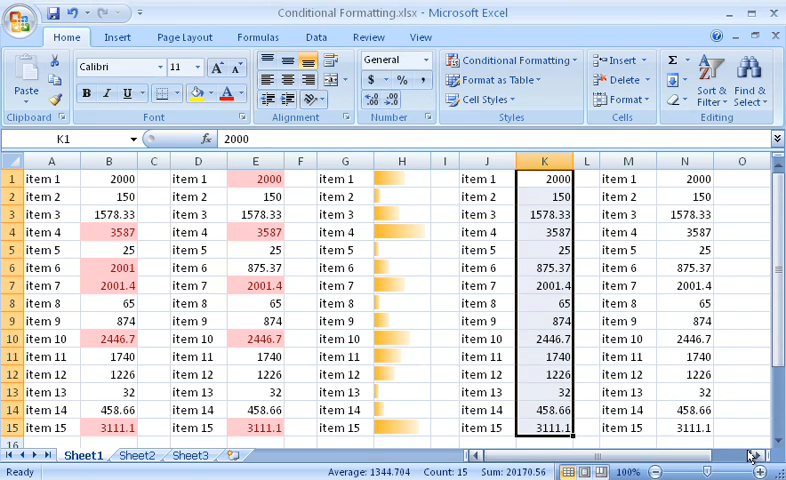 Conditional Formatting.xlsx - Microsoft Excel
Home Insert Page Layout Formulas Data Review View
Paste Calibri 11 A A General Conditional Formatting Insert Σ
B I U A $ % , Format as Table Delete Sort & Filter Find & Select
Cell Styles Format
Clipboard Font Alignment Number Styles Cells Editing
K1 fx 2000
A B C D E F G H I J K L M N O
1 item 1 2000 item 1 2000 item 1 item 1 2000 item 1 2000
2 item 2 150 item 2 150 item 2 item 2 150 item 2 150
3 item 3 1578.33 item 3 1578.33 item 3 item 3 1578.33 item 3 1578.33
4 item 4 3587 item 4 3587 item 4 item 4 3587 item 4 3587
5 item 5 25 item 5 25 item 5 item 5 25 item 5 25
6 item 6 2001 item 6 875.37 item 6 item 6 875.37 item 6 875.37
7 item 7 2001.4 item 7 2001.4 item 7 item 7 2001.4 item 7 2001.4
8 item 8 65 item 8 65 item 8 item 8 65 item 8 65
9 item 9 874 item 9 874 item 9 item 9 874 item 9 874
10 item 10 2446.7 item 10 2446.7 item 10 item 10 2446.7 item 10 2446.7
11 item 11 1740 item 11 1740 item 11 item 11 1740 item 11 1740
12 item 12 1226 item 12 1226 item 12 item 12 1226 item 12 1226
13 item 13 32 item 13 32 item 13 item 13 32 item 13 32
14 item 14 458.66 item 14 458.66 item 14 item 14 458.66 item 14 458.66
15 item 15 3111.1 item 15 3111.1 item 15 item 15 3111.1 item 15 3111.1
16
Sheet1 Sheet2 Sheet3
Ready Average: 1344.704 Count: 15 Sum: 20170.56 100%